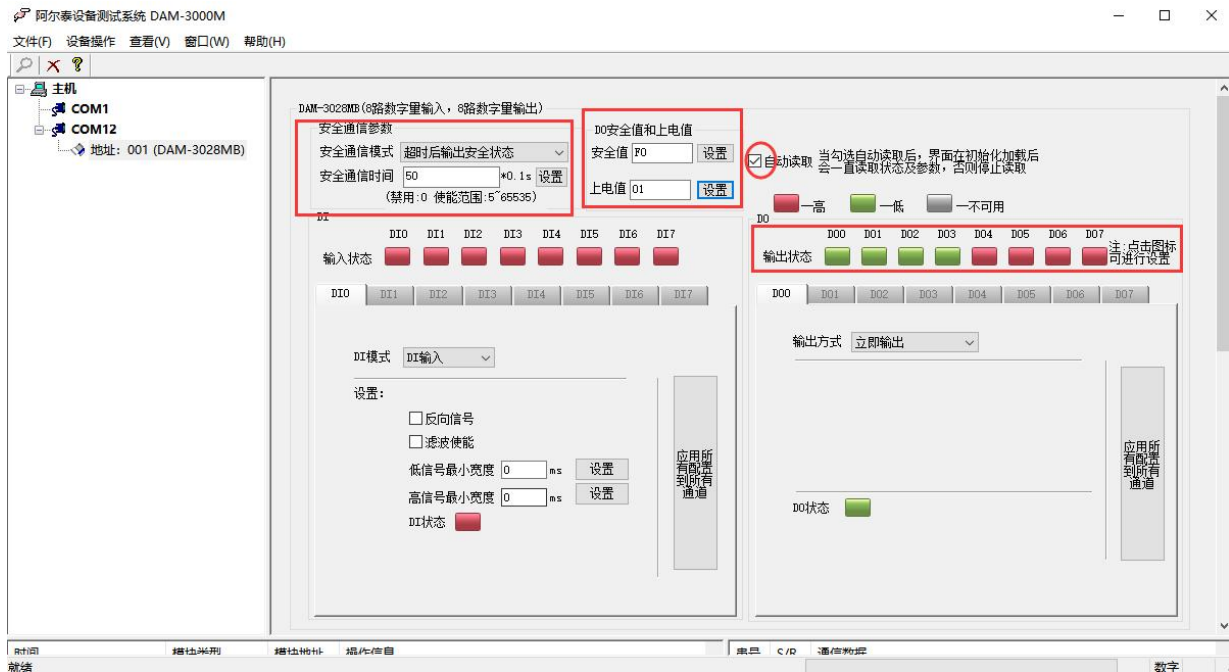 阿尔泰设备测试系统 DAM-3000M
文件(F) 设备操作 查看(V) 窗口(W) 帮助(H)
主机
COM1
COM12
地址: 001 (DAM-3028MB)
DAM-3028MB(8路数字量输入，8路数字量输出)
安全通信参数
安全通信模式 超时后输出安全状态
安全通信时间 50 *0.1s 设置
(禁用:0 使能范围:5~65535)
DO安全值和上电值
安全值 F0 设置
上电值 01 设置
自动读取 当勾选自动读取后，界面在初始化加载后
会一直读取状态及参数，否则停止读取
—高 —低 —不可用
DI
DI0 DI1 DI2 DI3 DI4 DI5 DI6 DI7
输入状态
DI0 DI1 DI2 DI3 DI4 DI5 DI6 DI7
DI模式 DI输入
设置:
反向信号
滤波使能
低信号最小宽度 0 ms 设置
高信号最小宽度 0 ms 设置
DI状态
应用所
有配置
到所有
通道
DO
DO0 DO1 DO2 DO3 DO4 DO5 DO6 DO7
输出状态
注:点击图标
可进行设置
DO0 DO1 DO2 DO3 DO4 DO5 DO6 DO7
输出方式 立即输出
DO状态
应用所
有配置
到所有
通道
时间 模块类型 模块地址 操作信息
串号 S/R 通信数据
就绪
数字